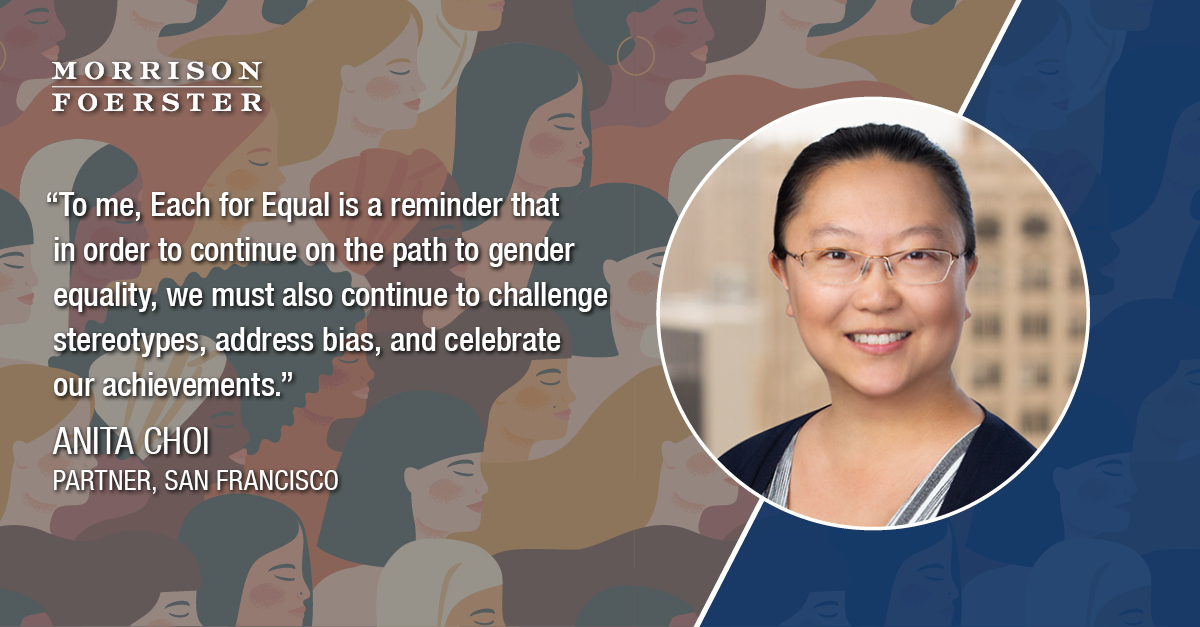 MORRISON
FOERSTER
“To me, Each for Equal is a reminder that
in order to continue on the path to gender
equality, we must also continue to challenge
stereotypes, address bias, and celebrate
our achievements.”
ANITA CHOI
PARTNER, SAN FRANCISCO